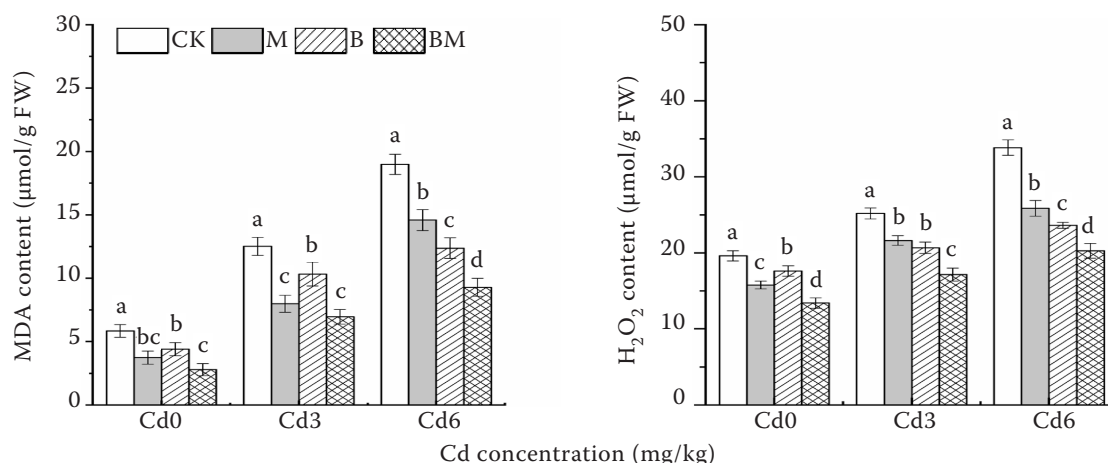 MDA content (μmol/g FW)
30
25
20
15
10
5
0
CK M B BM
a
bc
b
c
a
c
b
c
a
b
c
d
Cd0 Cd3 Cd6
H₂O₂ content (μmol/g FW)
50
40
30
20
10
0
a
c
b
d
a
b
b
c
a
b
c
d
Cd0 Cd3 Cd6
Cd concentration (mg/kg)